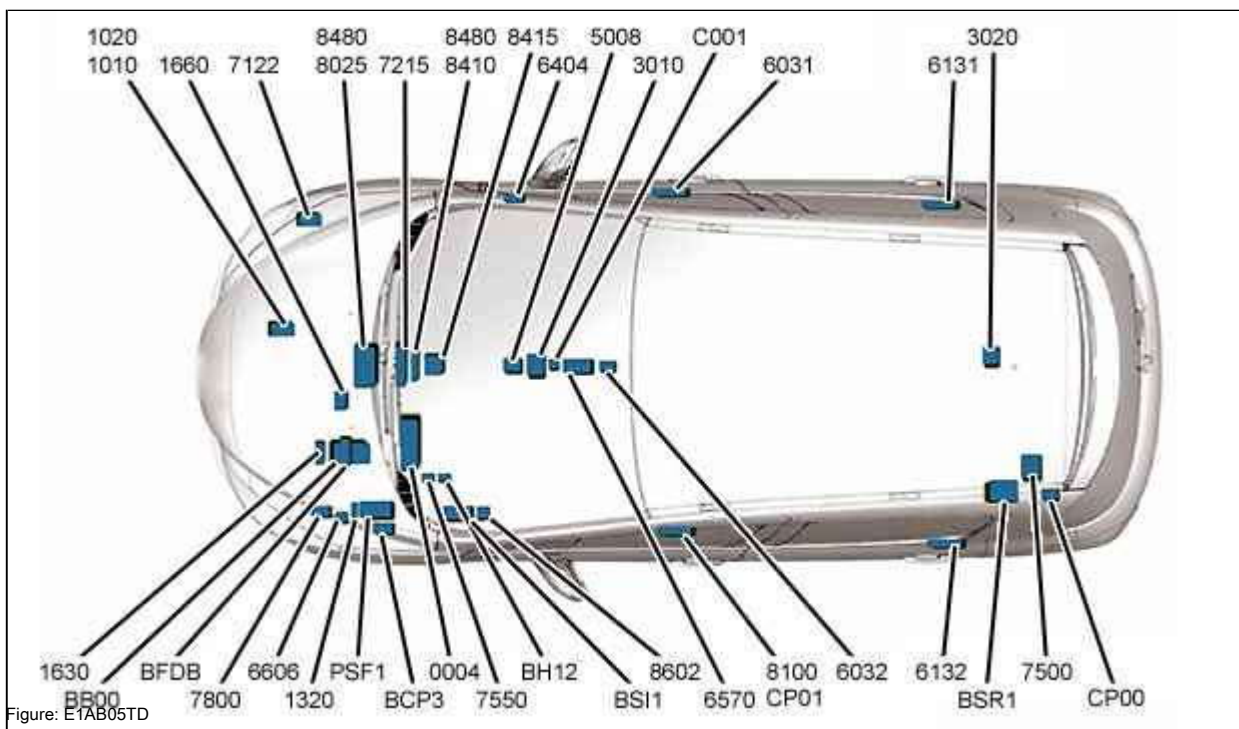 1020 8480 8480 8415 5008 C001 3020
1010 1660 7122 8025 7215 8410 6404 3010 6031 6131
1630 BFDB 6606 PSF1 0004 BH12 8602 8100 6032 6132 7500
BB00 7800 1320 BCP3 7550 BSI1 6570 CP01 BSR1 CP00
Figure: E1AB05TD